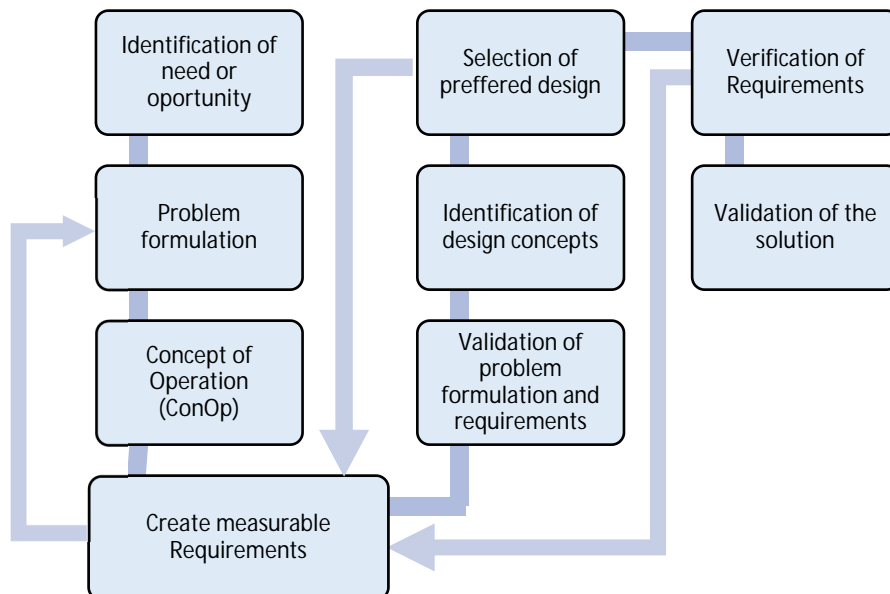 Identification of
need or
oportunity
Problem
formulation
Concept of
Operation
(ConOp)
Create measurable
Requirements
Validation of
problem
formulation and
requirements
Identification of
design concepts
Selection of
preffered design
Verification of
Requirements
Validation of the
solution